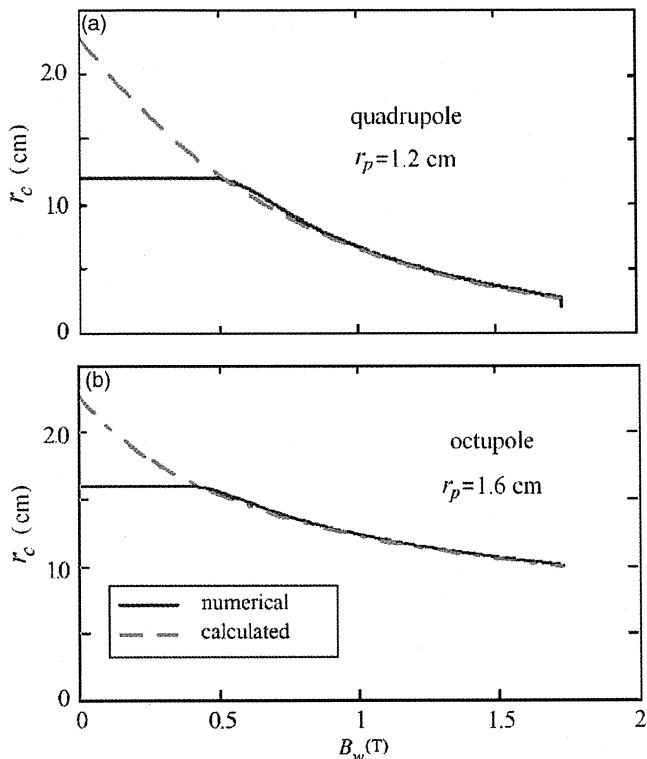 (a)
2.0
1.0
0
r_c (cm)
quadrupole
r_p=1.2 cm
(b)
2.0
1.0
0
r_c (cm)
octupole
r_p=1.6 cm
numerical
calculated
0
0.5
1
1.5
2
B_w(T)